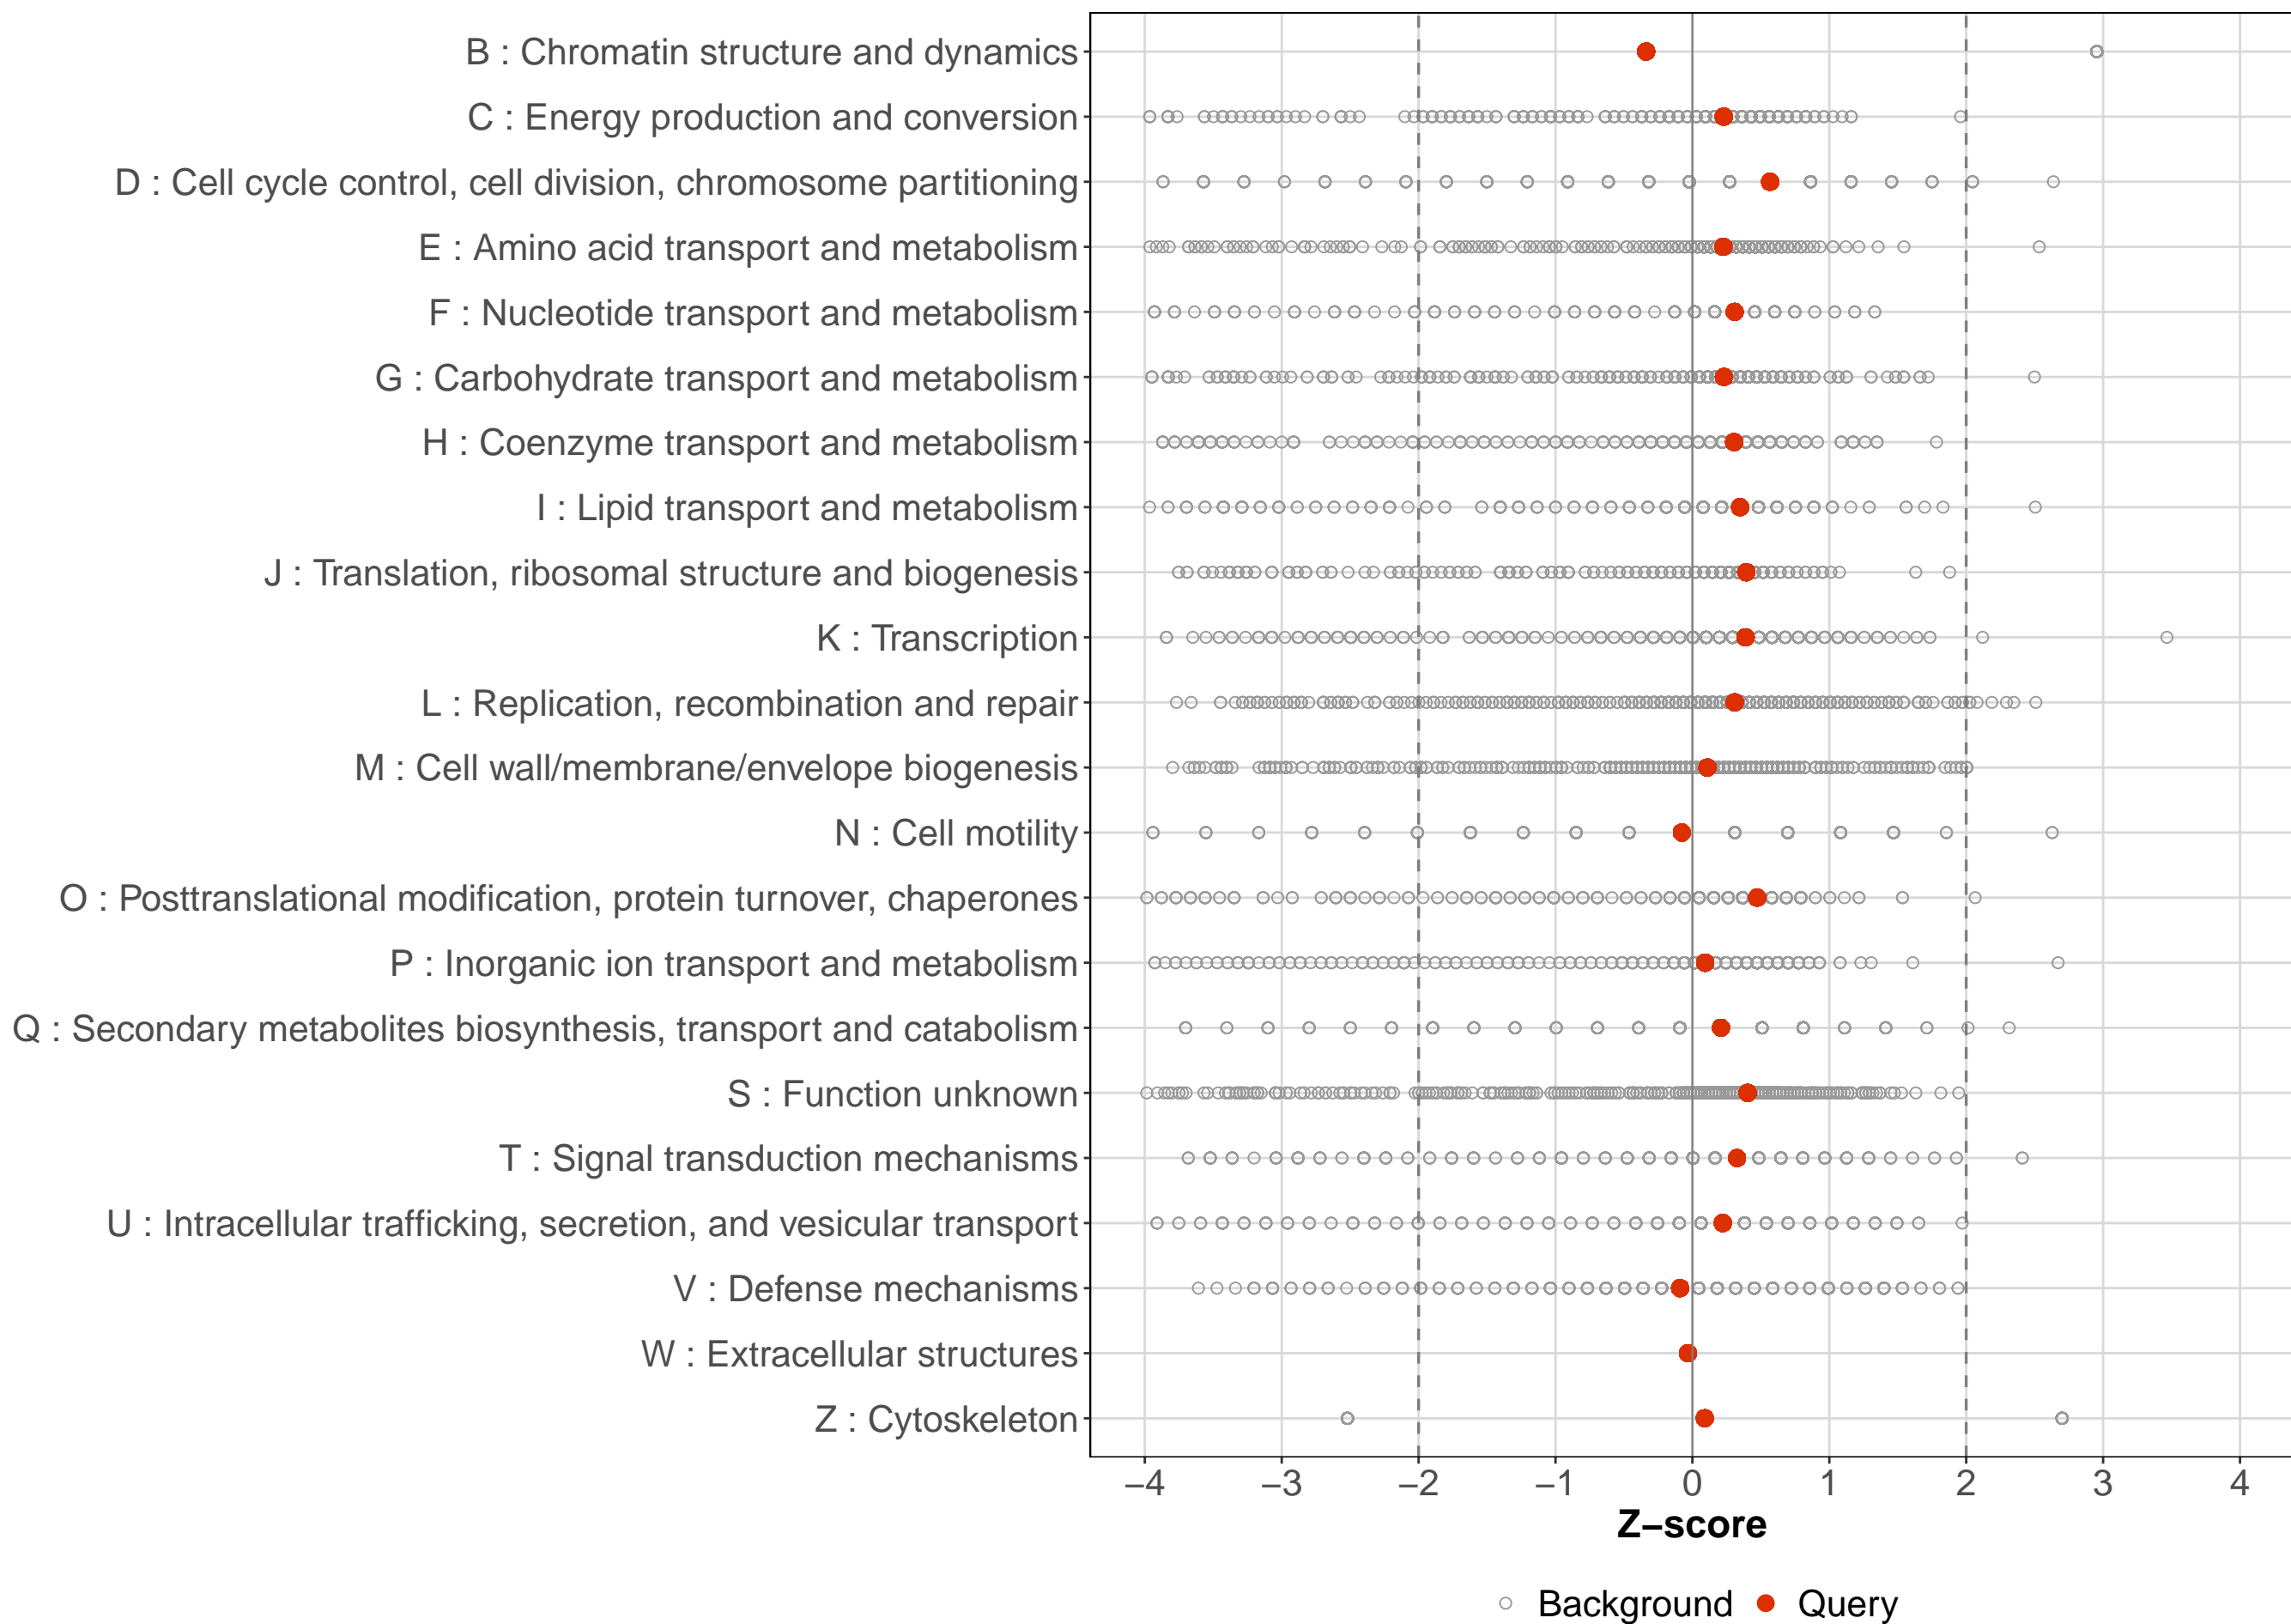 B : Chromatin structure and dynamics
C : Energy production and conversion
D : Cell cycle control, cell division, chromosome partitioning
E : Amino acid transport and metabolism
F : Nucleotide transport and metabolism
G : Carbohydrate transport and metabolism
H : Coenzyme transport and metabolism
I : Lipid transport and metabolism
J : Translation, ribosomal structure and biogenesis
K : Transcription
L : Replication, recombination and repair
M : Cell wall/membrane/envelope biogenesis
N : Cell motility
O : Posttranslational modification, protein turnover, chaperones
P : Inorganic ion transport and metabolism
Q : Secondary metabolites biosynthesis, transport and catabolism
S : Function unknown
T : Signal transduction mechanisms
U : Intracellular trafficking, secretion, and vesicular transport
V : Defense mechanisms
W : Extracellular structures
Z : Cytoskeleton
−4 −3 −2 −1 0 1 2 3 4
Z−score
Background Query